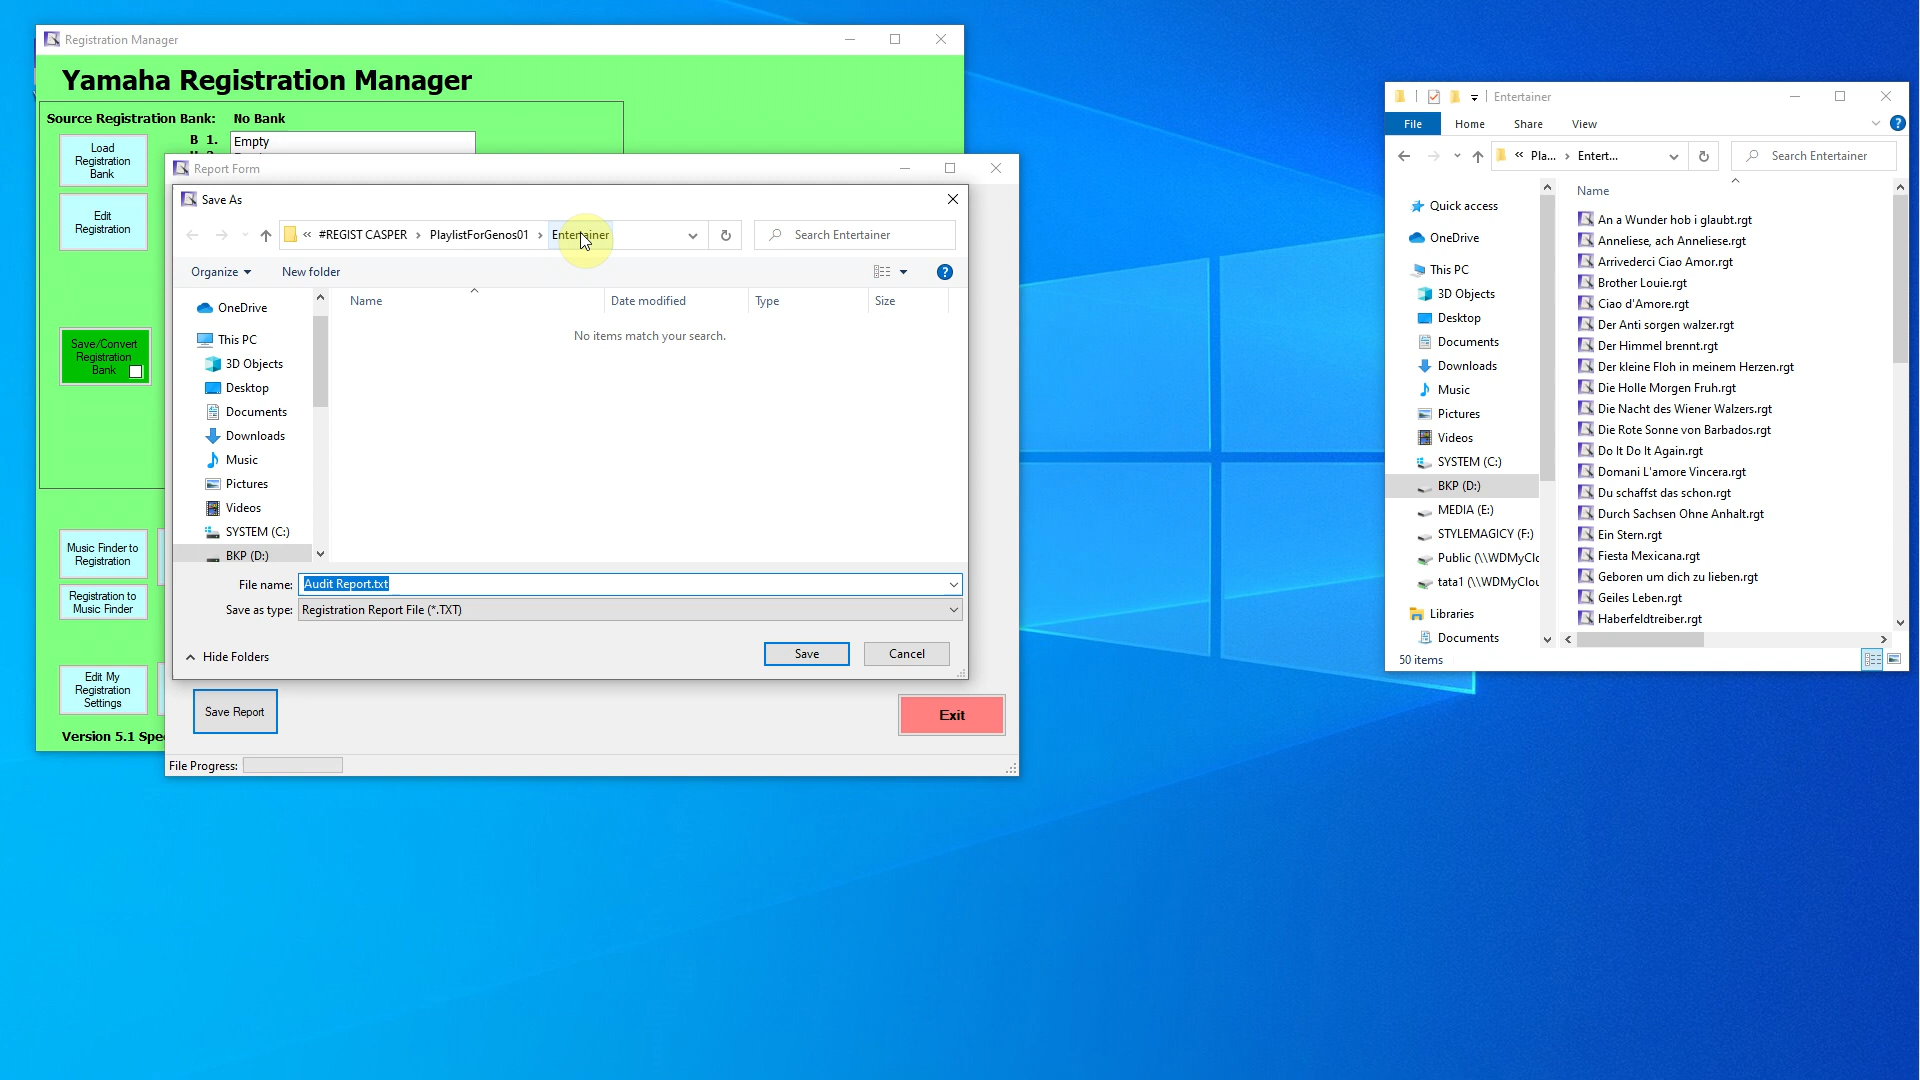 Registration Manager
Yamaha Registration Manager
Source Registration Bank: No Bank
B 1. Empty
Load
Registration
Bank
Edit
Registration
Save/Convert
Registration
Bank
Music Finder to
Registration
Registration to
Music Finder
Edit My
Registration
Settings
Version 5.1 Spe
Report Form
Save As
« #REGIST CASPER › PlaylistForGenos01 › Entertainer
Search Entertainer
Organize
New folder
OneDrive
This PC
3D Objects
Desktop
Documents
Downloads
Music
Pictures
Videos
SYSTEM (C:)
BKP (D:)
Name Date modified Type Size
No items match your search.
File name: Audit Report.txt
Save as type: Registration Report File (*.TXT)
Hide Folders
Save
Cancel
Save Report
Exit
File Progress:
Entertainer
File Home Share View
« Pla... › Entert...
Search Entertainer
Quick access
OneDrive
This PC
3D Objects
Desktop
Documents
Downloads
Music
Pictures
Videos
SYSTEM (C:)
BKP (D:)
MEDIA (E:)
STYLEMAGICY (F:)
Public (\\WDMyClo
tata1 (\\WDMyClou
Libraries
Documents
Name
An a Wunder hob i glaubt.rgt
Anneliese, ach Anneliese.rgt
Arrivederci Ciao Amor.rgt
Brother Louie.rgt
Ciao d'Amore.rgt
Der Anti sorgen walzer.rgt
Der Himmel brennt.rgt
Der kleine Floh in meinem Herzen.rgt
Die Holle Morgen Fruh.rgt
Die Nacht des Wiener Walzers.rgt
Die Rote Sonne von Barbados.rgt
Do It Do It Again.rgt
Domani L'amore Vincera.rgt
Du schaffst das schon.rgt
Durch Sachsen Ohne Anhalt.rgt
Ein Stern.rgt
Fiesta Mexicana.rgt
Geboren um dich zu lieben.rgt
Geiles Leben.rgt
Haberfeldtreiber.rgt
50 items